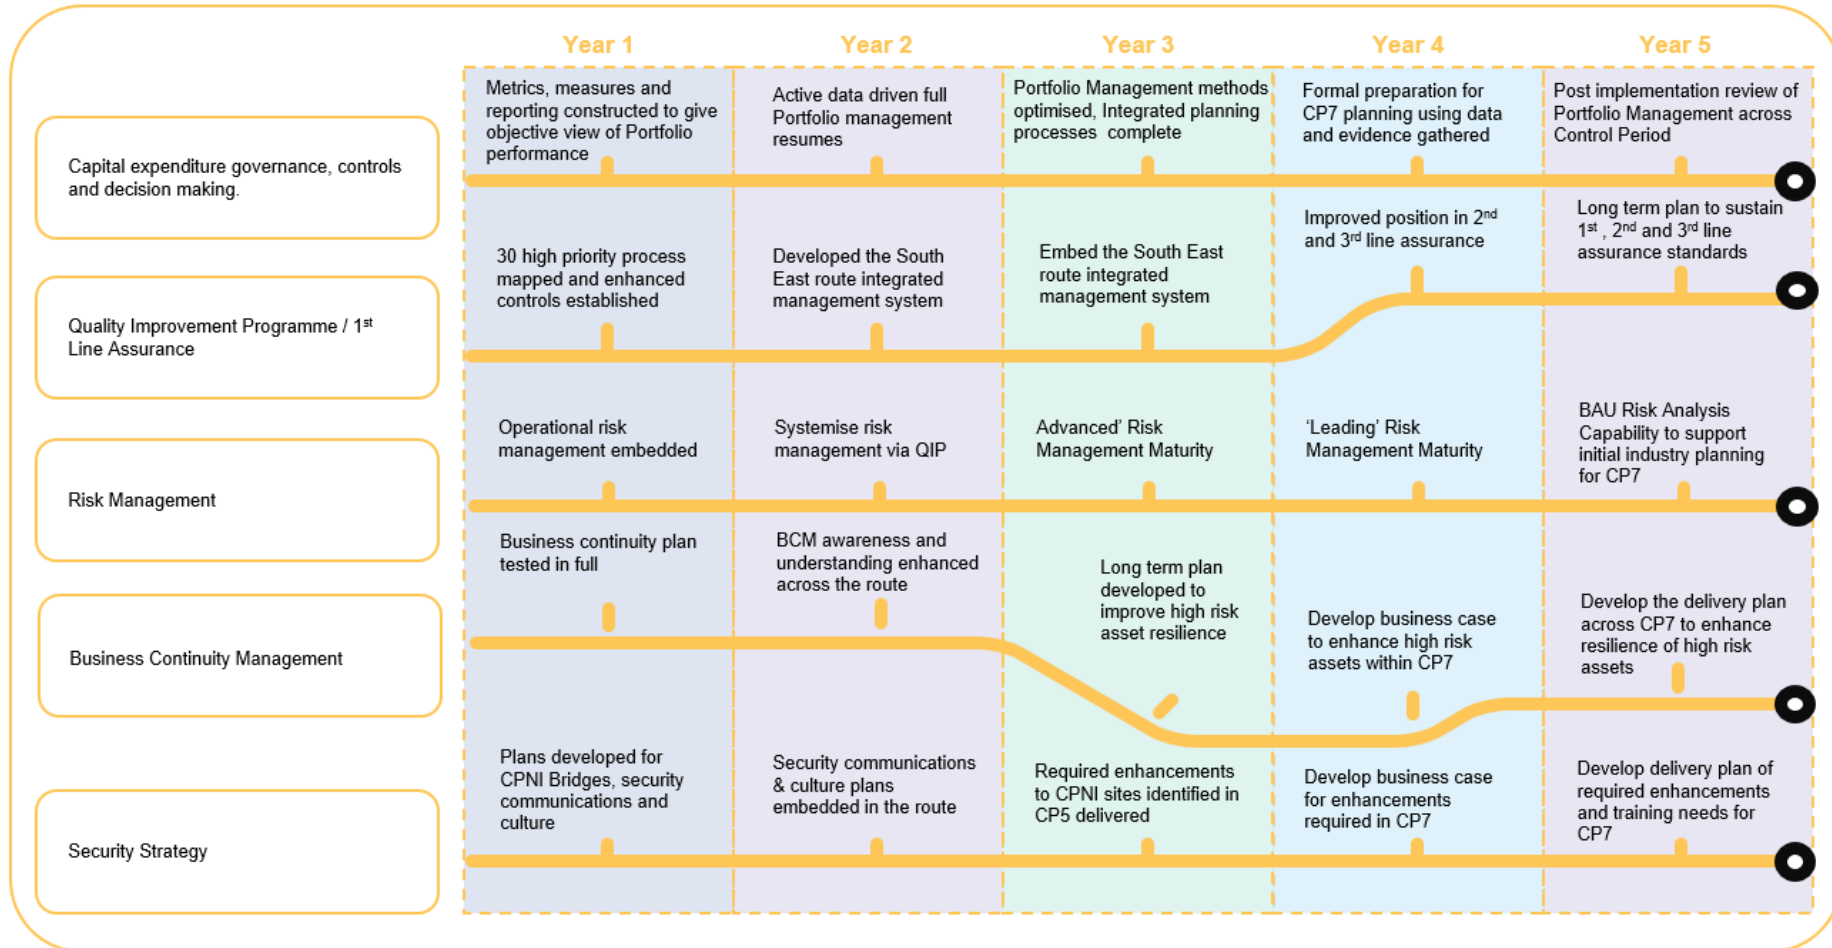 Year 1
Year 2
Year 3
Year 4
Year 5
Capital expenditure governance, controls
and decision making.
Metrics, measures and
reporting constructed to give
objective view of Portfolio
performance
Active data driven full
Portfolio management
resumes
Portfolio Management methods
optimised, Integrated planning
processes complete
Formal preparation for
CP7 planning using data
and evidence gathered
Post implementation review of
Portfolio Management across
Control Period
Quality Improvement Programme / 1st
Line Assurance
30 high priority process
mapped and enhanced
controls established
Developed the South
East route integrated
management system
Embed the South East
route integrated
management system
Improved position in 2nd
and 3rd line assurance
Long term plan to sustain
1st , 2nd and 3rd line
assurance standards
Risk Management
Operational risk
management embedded
Systemise risk
management via QIP
Advanced’ Risk
Management Maturity
‘Leading’ Risk
Management Maturity
BAU Risk Analysis
Capability to support
initial industry planning
for CP7
Business Continuity Management
Business continuity plan
tested in full
BCM awareness and
understanding enhanced
across the route
Long term plan
developed to
improve high risk
asset resilience
Develop business case
to enhance high risk
assets within CP7
Develop the delivery plan
across CP7 to enhance
resilience of high risk
assets
Security Strategy
Plans developed for
CPNI Bridges, security
communications and
culture
Security communications
& culture plans
embedded in the route
Required enhancements
to CPNI sites identified in
CP5 delivered
Develop business case
for enhancements
required in CP7
Develop delivery plan of
required enhancements
and training needs for
CP7